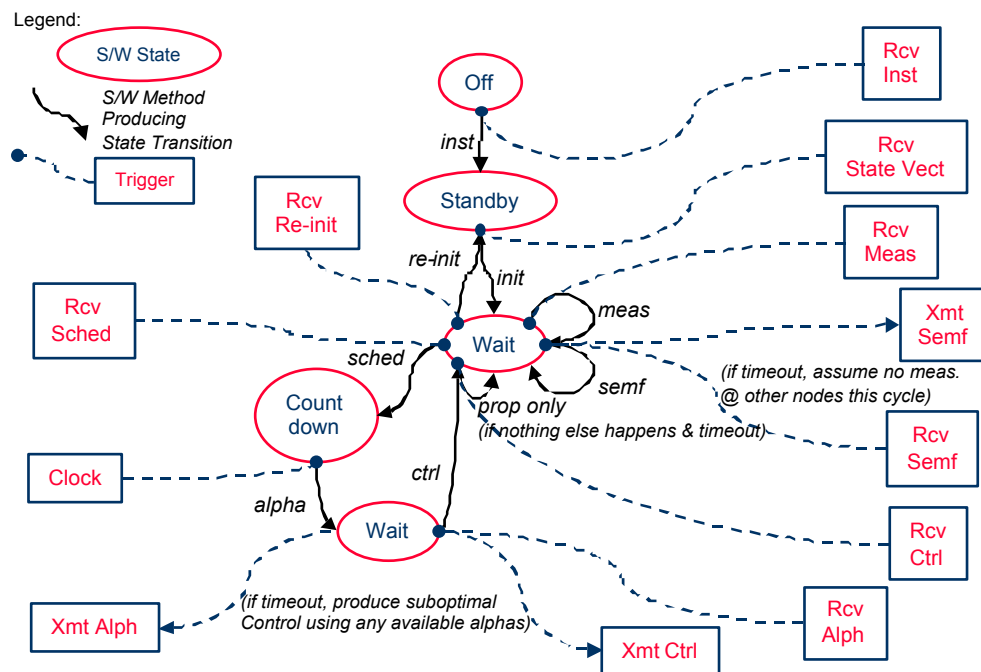 Legend:
S/W State
S/W Method
Producing
State Transition
Trigger
Off
Rcv
Inst
inst
Rcv
State Vect
Standby
Rcv
Re-init
re-init
init
Rcv
Meas
Rcv
Sched
meas
Xmt
Semf
Wait
sched
semf
(if timeout, assume no meas.
@ other nodes this cycle)
Count
down
prop only
(if nothing else happens & timeout)
Rcv
Semf
Clock
ctrl
alpha
Wait
Rcv
Ctrl
(if timeout, produce suboptimal
Control using any available alphas)
Xmt Alph
Rcv
Alph
Xmt Ctrl